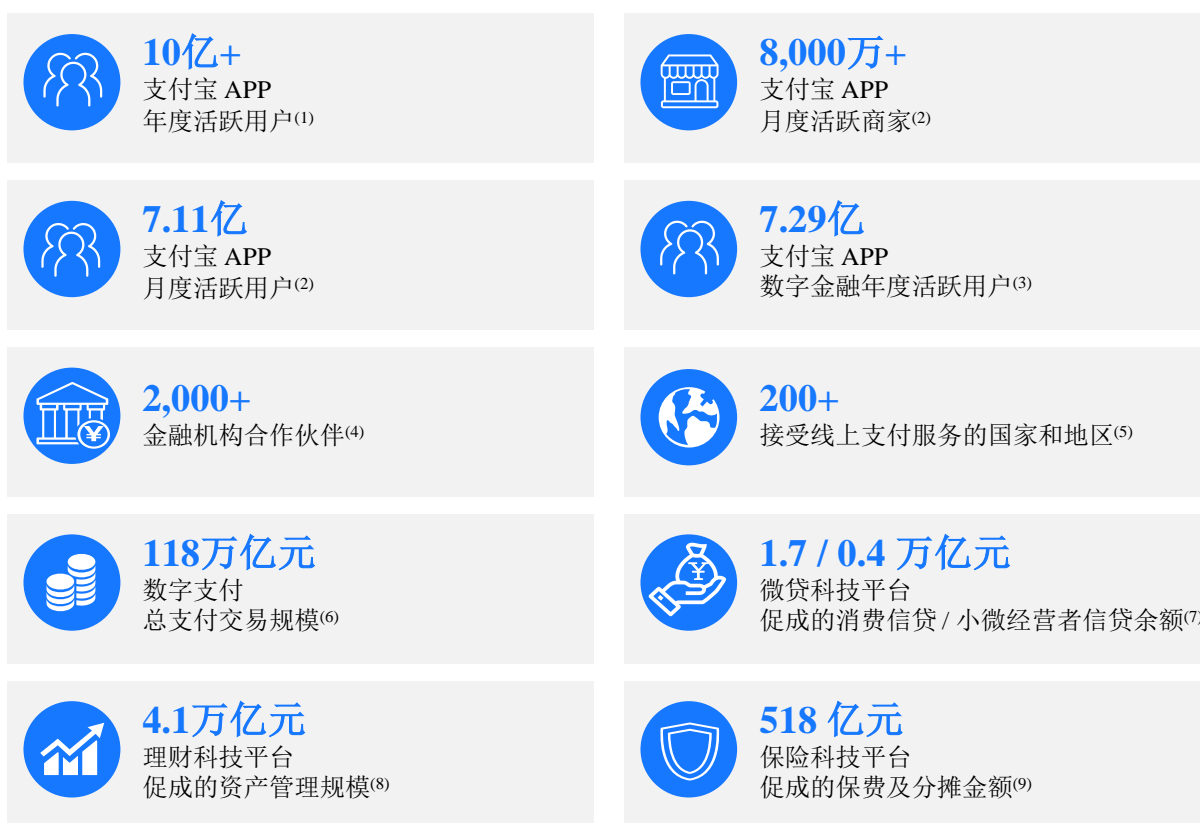 10亿+
支付宝 APP
年度活跃用户(1)
8,000万+
支付宝 APP
月度活跃商家(2)
7.11亿
支付宝 APP
月度活跃用户(2)
7.29亿
支付宝 APP
数字金融年度活跃用户(3)
2,000+
金融机构合作伙伴(4)
200+
接受线上支付服务的国家和地区(5)
118万亿元
数字支付
总支付交易规模(6)
¥
1.7 / 0.4 万亿元
微贷科技平台
促成的消费信贷 / 小微经营者信贷余额(7)
¥
4.1万亿元
理财科技平台
促成的资产管理规模(8)
518 亿元
保险科技平台
促成的保费及分摊金额(9)